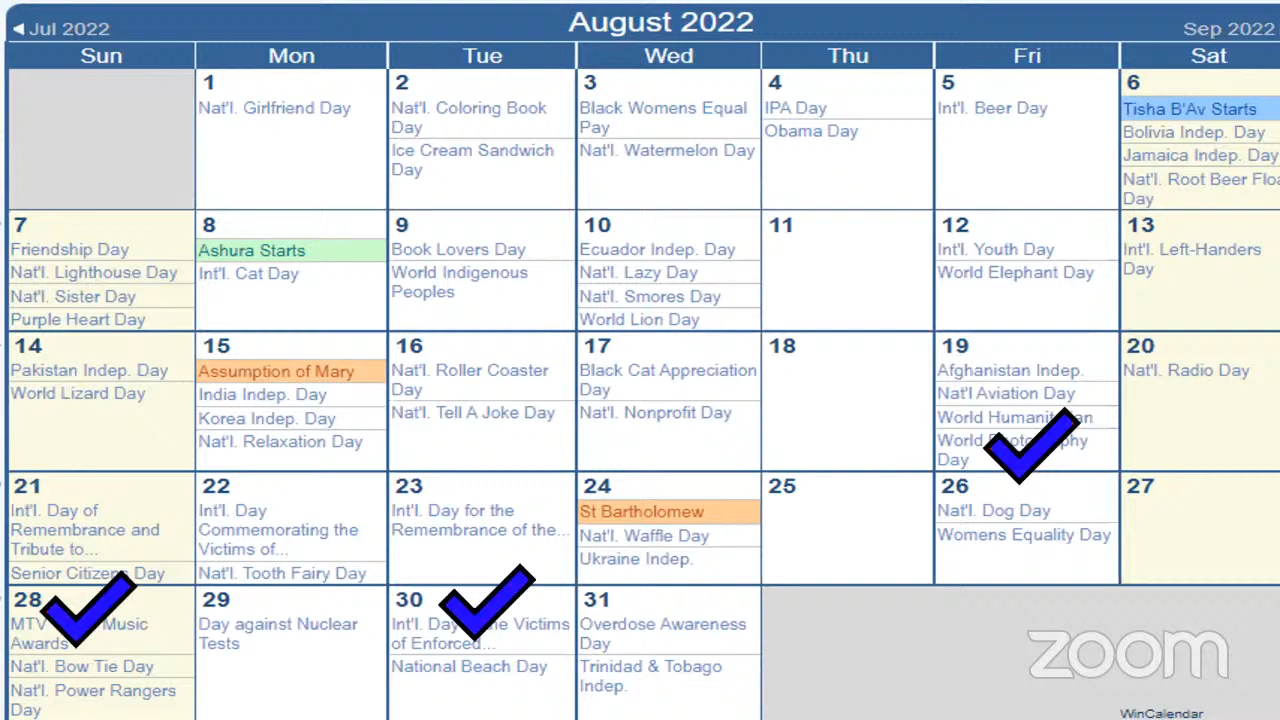 ◄ Jul 2022
August 2022
Sep 2022
Sun Mon Tue Wed Thu Fri Sat
1
Nat'l. Girlfriend Day
2
Nat'l. Coloring Book
Day
Ice Cream Sandwich
Day
3
Black Womens Equal
Pay
Nat'l. Watermelon Day
4
IPA Day
Obama Day
5
Int'l. Beer Day
6
Tisha B'Av Starts
Bolivia Indep. Day
Jamaica Indep. Day
Nat'l. Root Beer Floa
Day
7
Friendship Day
Nat'l. Lighthouse Day
Nat'l. Sister Day
Purple Heart Day
8
Ashura Starts
Int'l. Cat Day
9
Book Lovers Day
World Indigenous
Peoples
10
Ecuador Indep. Day
Nat'l. Lazy Day
Nat'l. Smores Day
World Lion Day
11
12
Int'l. Youth Day
World Elephant Day
13
Int'l. Left-Handers
Day
14
Pakistan Indep. Day
World Lizard Day
15
Assumption of Mary
India Indep. Day
Korea Indep. Day
Nat'l. Relaxation Day
16
Nat'l. Roller Coaster
Day
Nat'l. Tell A Joke Day
17
Black Cat Appreciation
Day
Nat'l. Nonprofit Day
18
19
Afghanistan Indep.
Nat'l Aviation Day
World Humanitarian
World Photography
Day
20
Nat'l. Radio Day
21
Int'l. Day of
Remembrance and
Tribute to...
Senior Citizens Day
22
Int'l. Day
Commemorating the
Victims of...
Nat'l. Tooth Fairy Day
23
Int'l. Day for the
Remembrance of the...
24
St Bartholomew
Nat'l. Waffle Day
Ukraine Indep.
25
26
Nat'l. Dog Day
Womens Equality Day
27
28
MTV Music
Awards
Nat'l. Bow Tie Day
Nat'l. Power Rangers
Day
29
Day against Nuclear
Tests
30
Int'l. Day Victims
of Enforced...
National Beach Day
31
Overdose Awareness
Day
Trinidad & Tobago
Indep.
zoom
WinCalendar